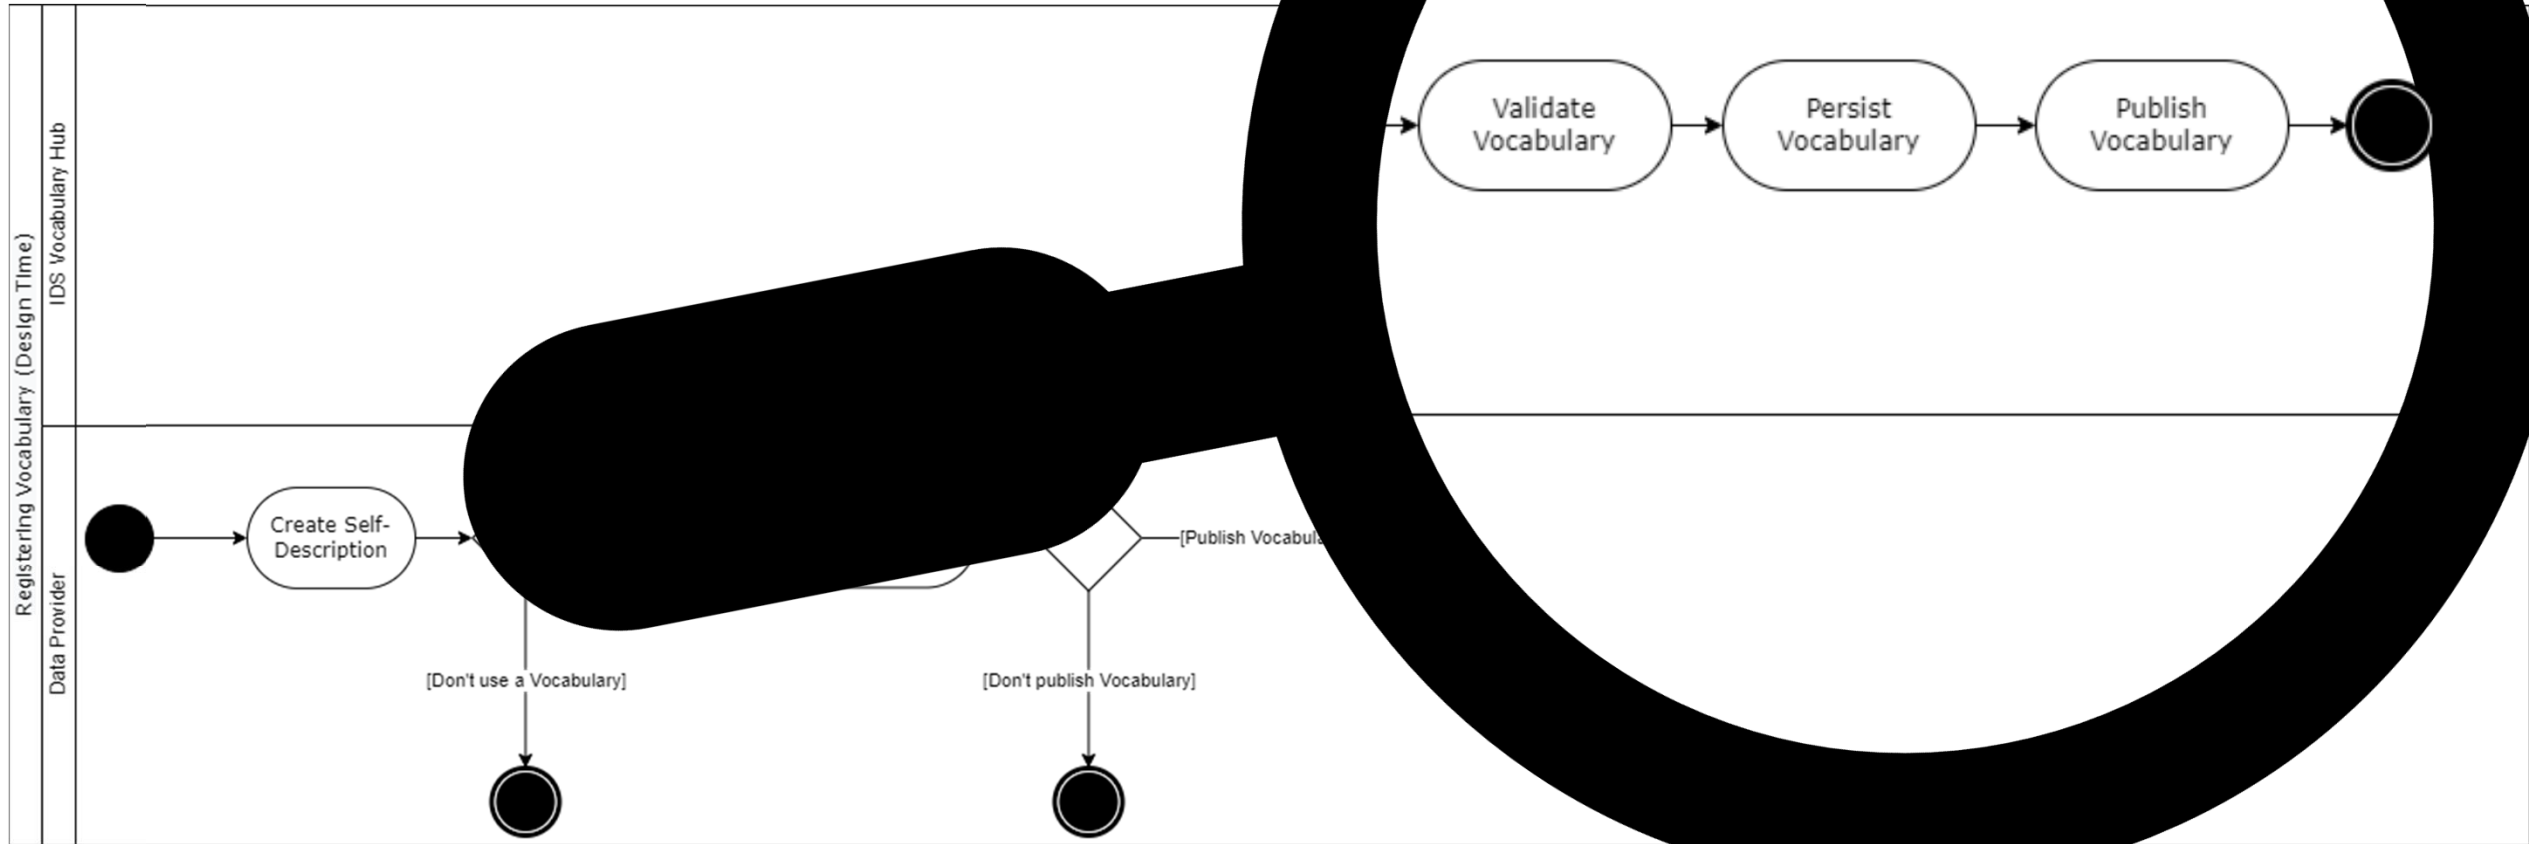 Registering Vocabulary (Design Time)
IDS Vocabulary Hub
Data Provider
Validate
Vocabulary
Persist
Vocabulary
Publish
Vocabulary
Create Self-
Description
[Publish
[Don't use a Vocabulary]
[Don't publish Vocabulary]